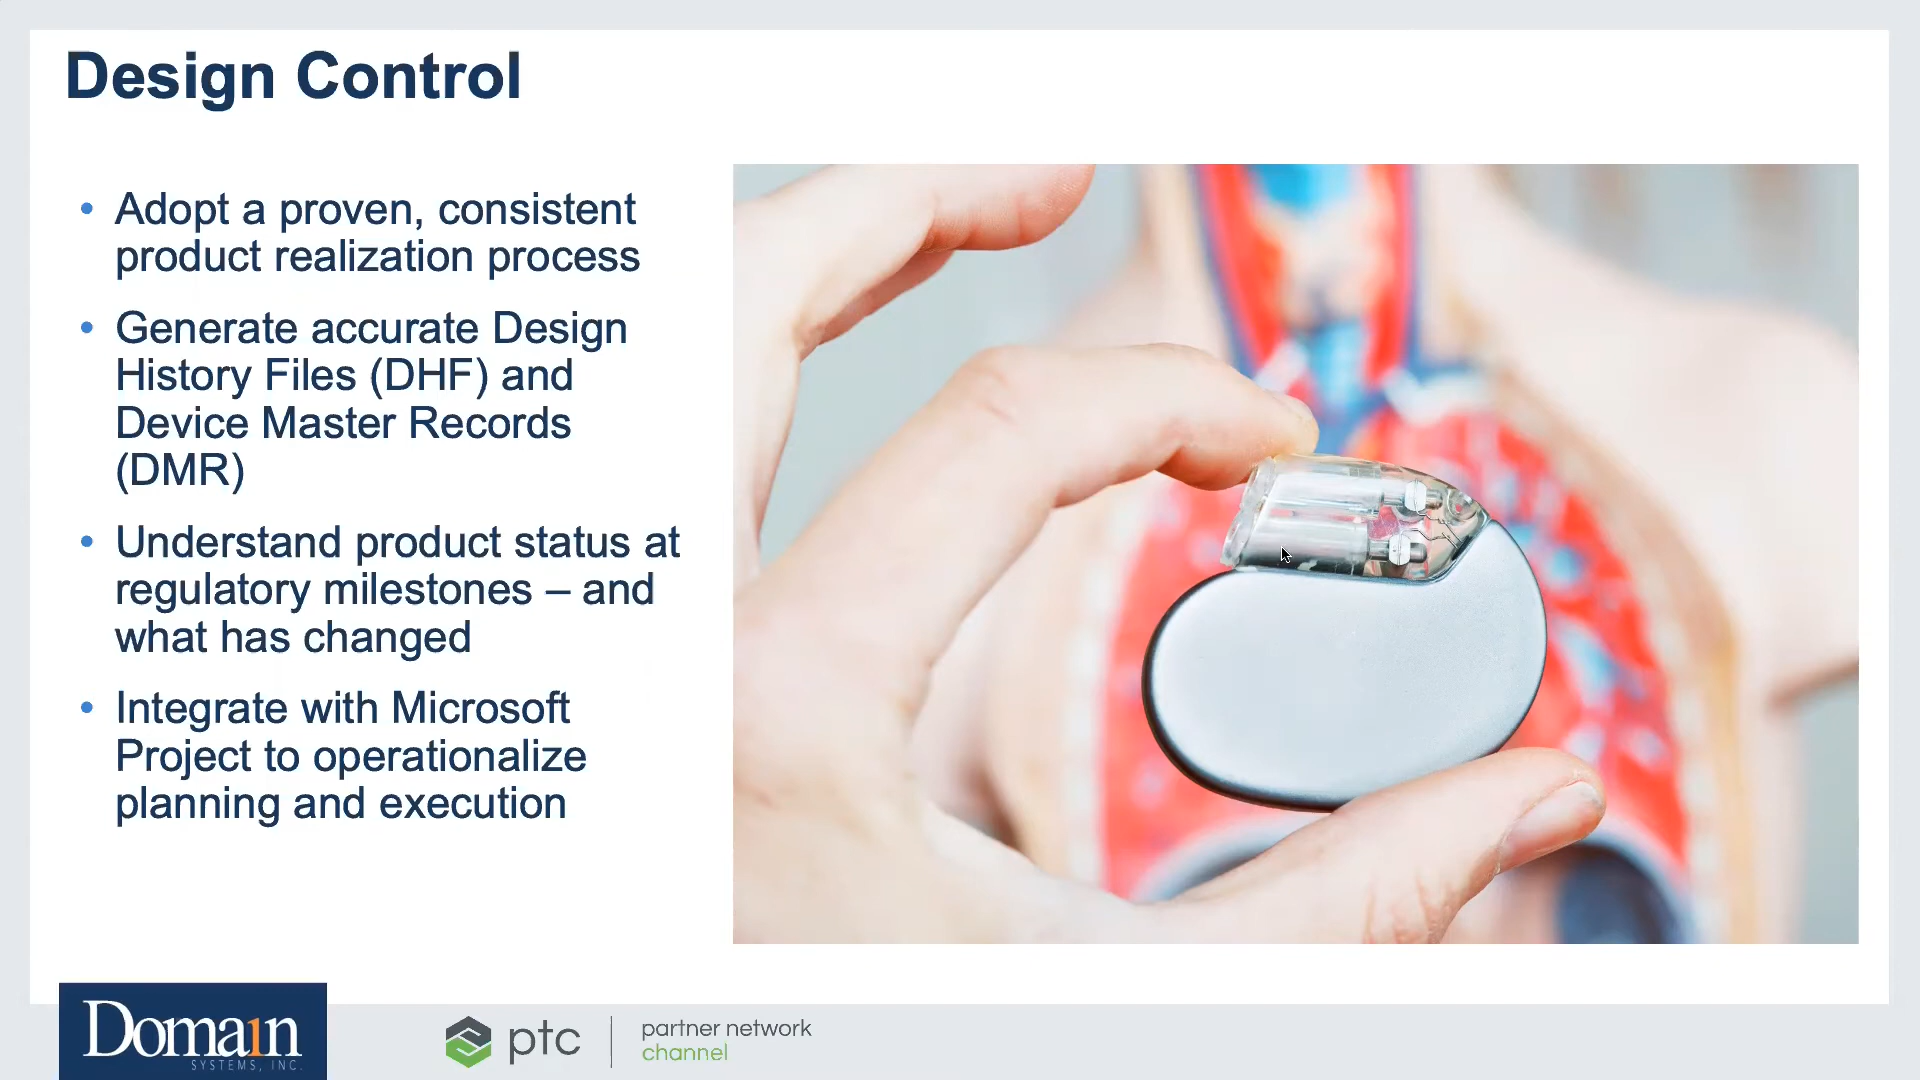 Design Control
• Adopt a proven, consistent
product realization process
• Generate accurate Design
History Files (DHF) and
Device Master Records
(DMR)
• Understand product status at
regulatory milestones – and
what has changed
• Integrate with Microsoft
Project to operationalize
planning and execution
Domain
SYSTEMS, INC.
ptc
partner network
channel